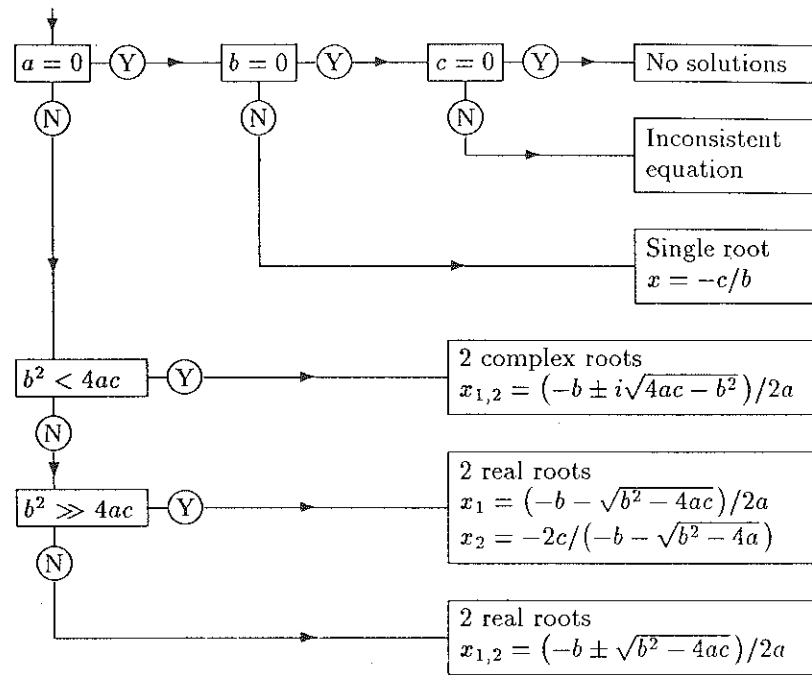 a = 0 Y b = 0 Y c = 0 Y No solutions
N N N
Inconsistent
equation
Single root
x = −c/b
b² < 4ac Y
2 complex roots
x₁,₂ = (−b ± i√(4ac − b²))/2a
N
b² ≫ 4ac Y
2 real roots
x₁ = (−b − √(b² − 4ac))/2a
x₂ = −2c/(−b − √(b² − 4a))
N
2 real roots
x₁,₂ = (−b ± √(b² − 4ac))/2a